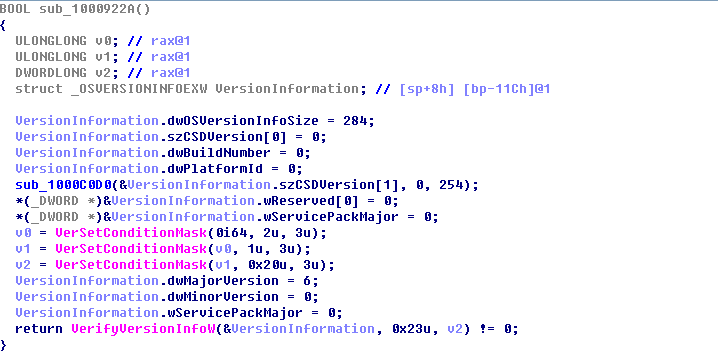 BOOL sub_1000922A()
{
ULONGLONG v0; // rax@1
ULONGLONG v1; // rax@1
DWORDLONG v2; // rax@1
struct _OSVERSIONINFOEXW VersionInformation; // [sp+8h] [bp-11Ch]@1
VersionInformation.dwOSVersionInfoSize = 284;
VersionInformation.szCSDVersion[0] = 0;
VersionInformation.dwBuildNumber = 0;
VersionInformation.dwPlatformId = 0;
sub_1000C0D0(&VersionInformation.szCSDVersion[1], 0, 254);
*(_DWORD *)&VersionInformation.wReserved[0] = 0;
*(_DWORD *)&VersionInformation.wServicePackMajor = 0;
v0 = VerSetConditionMask(0i64, 2u, 3u);
v1 = VerSetConditionMask(v0, 1u, 3u);
v2 = VerSetConditionMask(v1, 0x20u, 3u);
VersionInformation.dwMajorVersion = 6;
VersionInformation.dwMinorVersion = 0;
VersionInformation.wServicePackMajor = 0;
return VerifyVersionInfoW(&VersionInformation, 0x23u, v2) != 0;
}